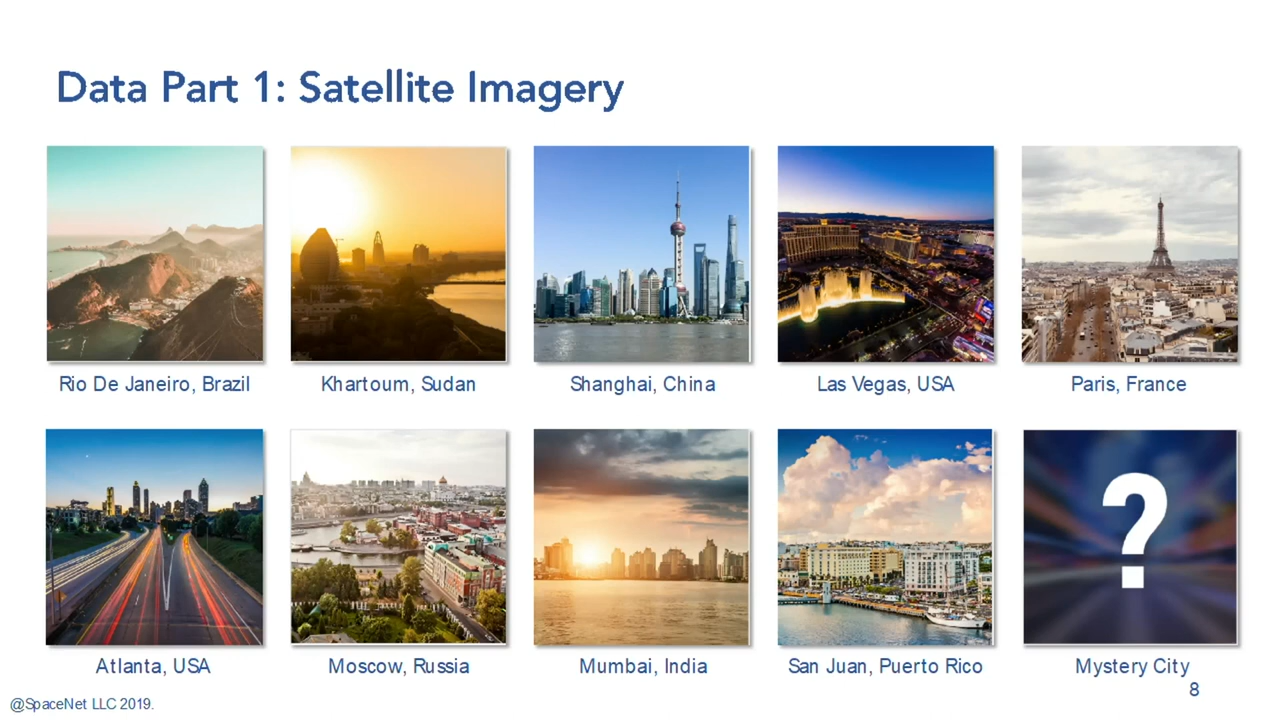 Data Part 1: Satellite Imagery
Rio De Janeiro, Brazil
Khartoum, Sudan
Shanghai, China
Las Vegas, USA
Paris, France
?
Atlanta, USA
Moscow, Russia
Mumbai, India
San Juan, Puerto Rico
Mystery City
8
@SpaceNet LLC 2019.